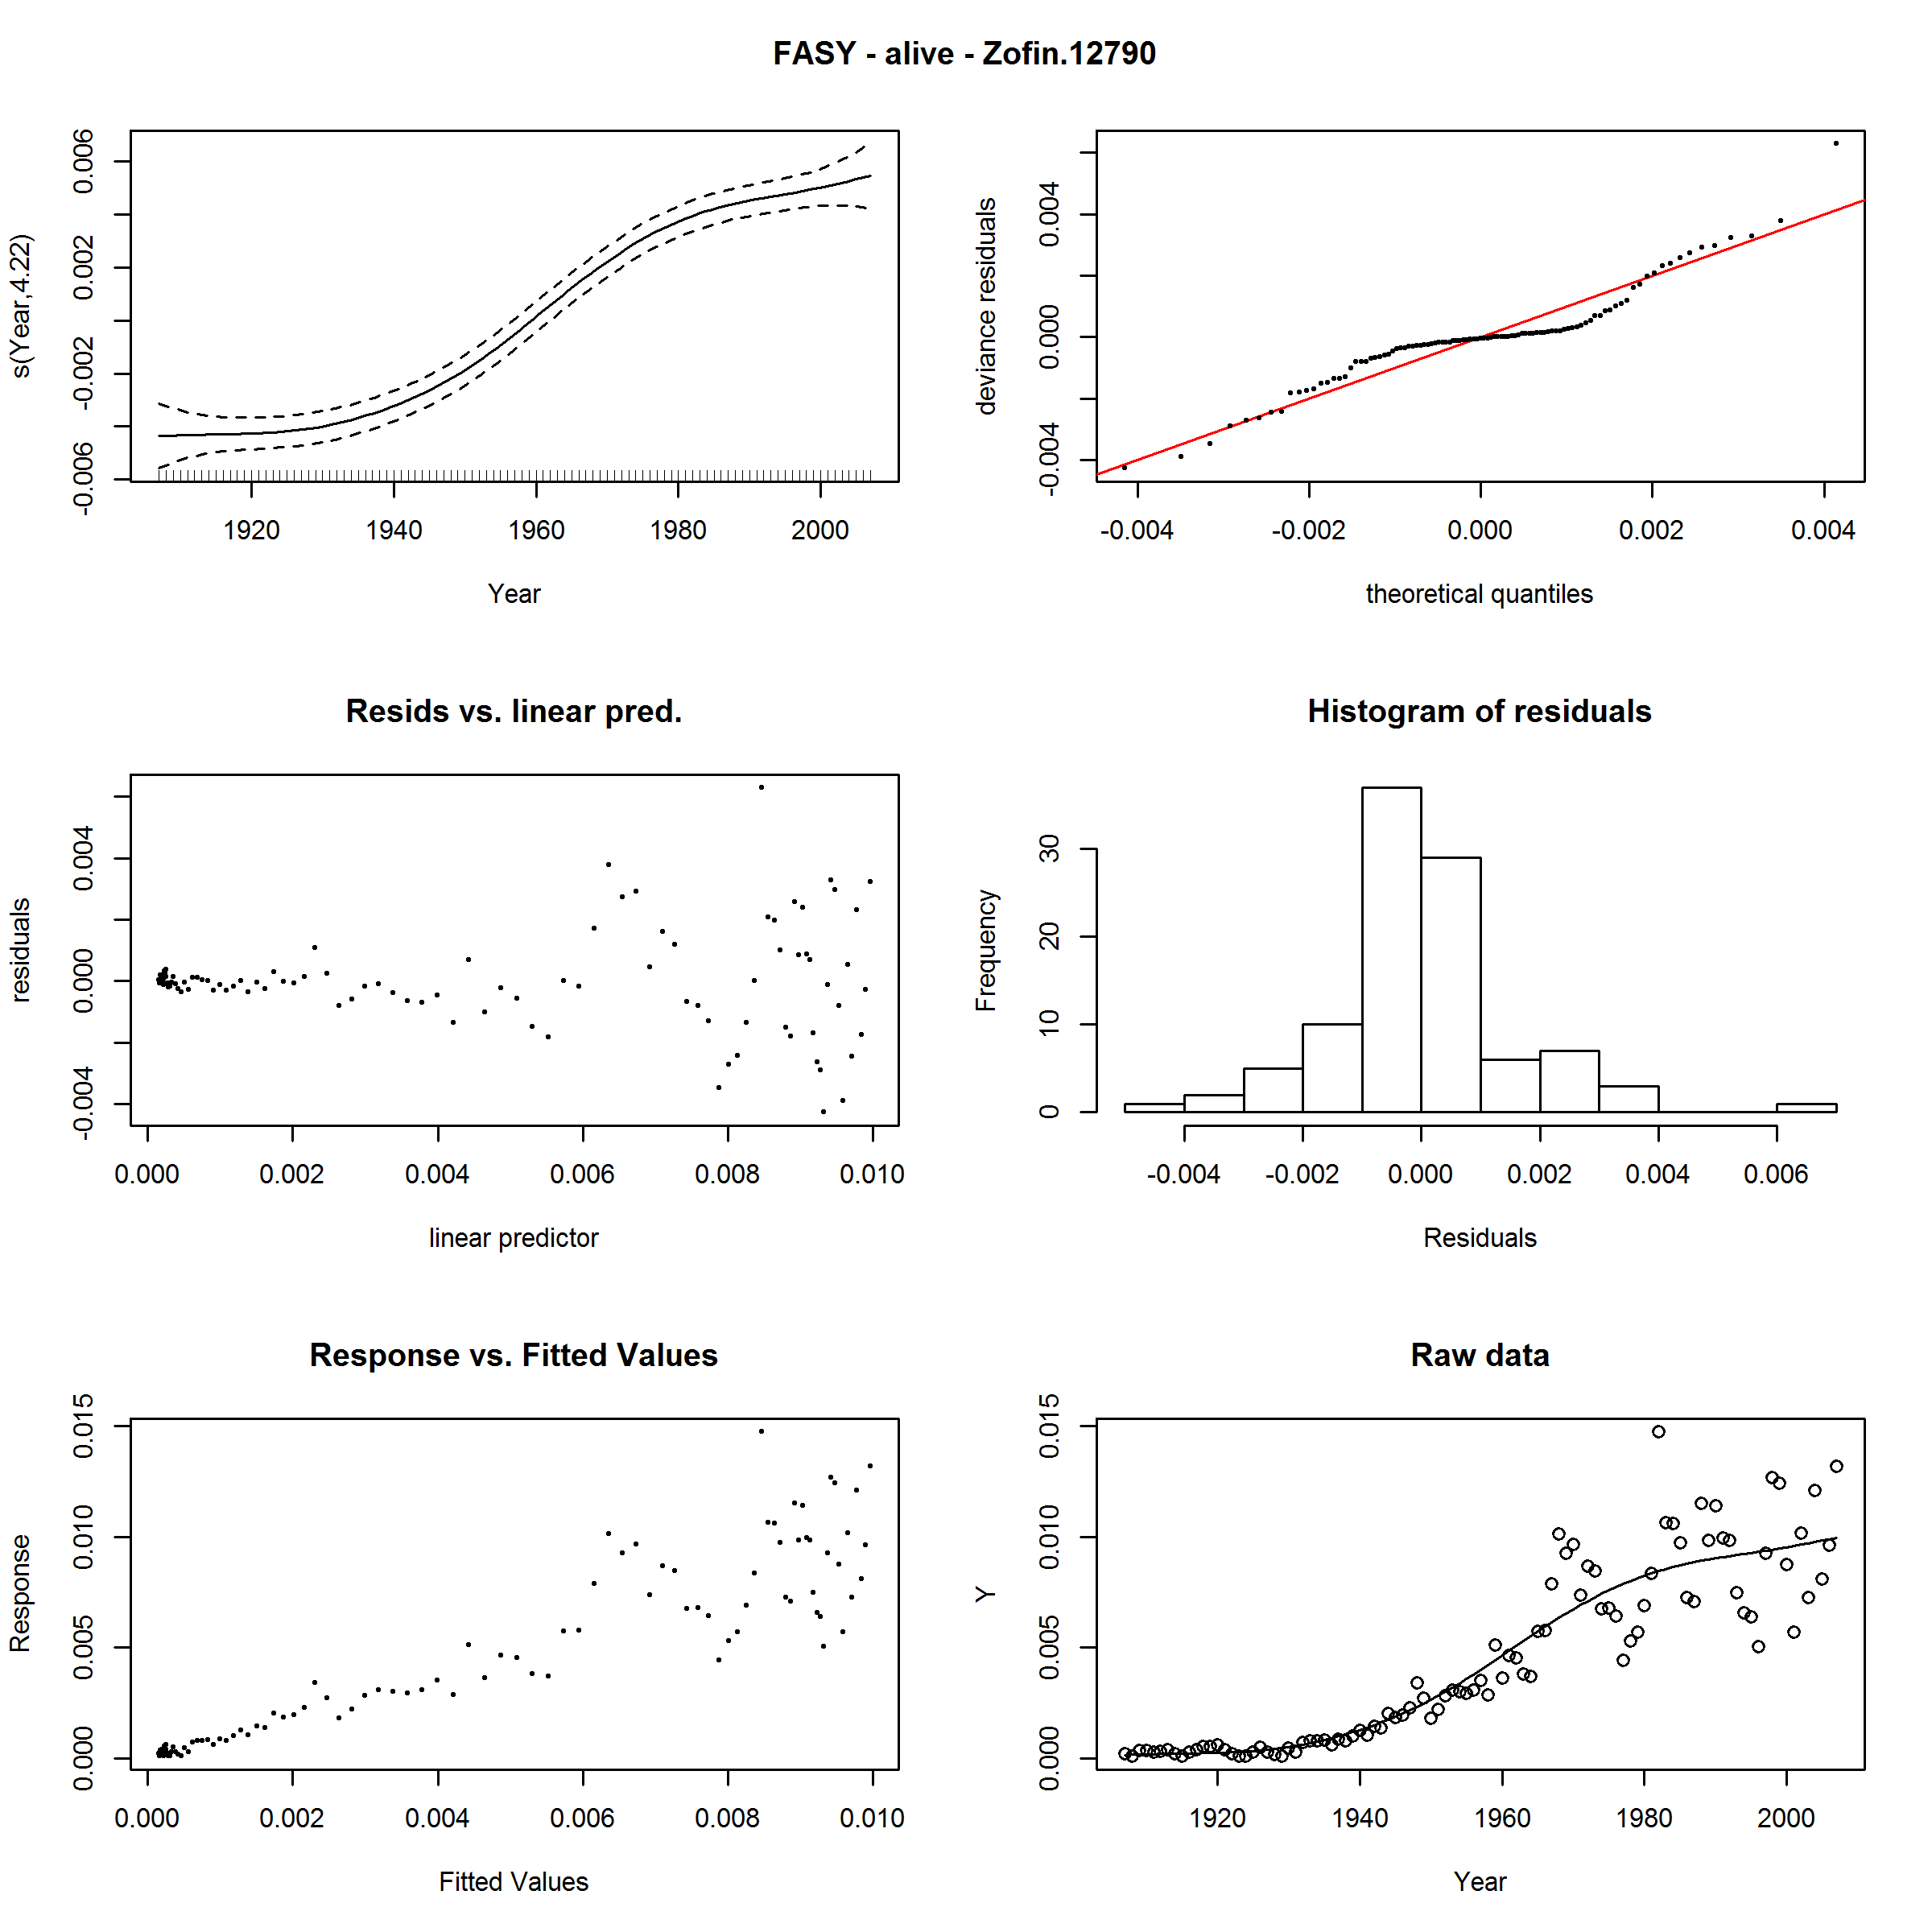 FASY - alive - Zofin.12790
s(Year,4.22)
-0.006 -0.002 0.002 0.006
1920 1940 1960 1980 2000
Year
deviance residuals
-0.004 0.000 0.004
-0.004 -0.002 0.000 0.002 0.004
theoretical quantiles
Resids vs. linear pred.
residuals
-0.004 0.000 0.004
0.000 0.002 0.004 0.006 0.008 0.010
linear predictor
Histogram of residuals
Frequency
0 10 20 30
-0.004 -0.002 0.000 0.002 0.004 0.006
Residuals
Response vs. Fitted Values
Response
0.000 0.005 0.010 0.015
0.000 0.002 0.004 0.006 0.008 0.010
Fitted Values
Raw data
Y
0.000 0.005 0.010 0.015
1920 1940 1960 1980 2000
Year